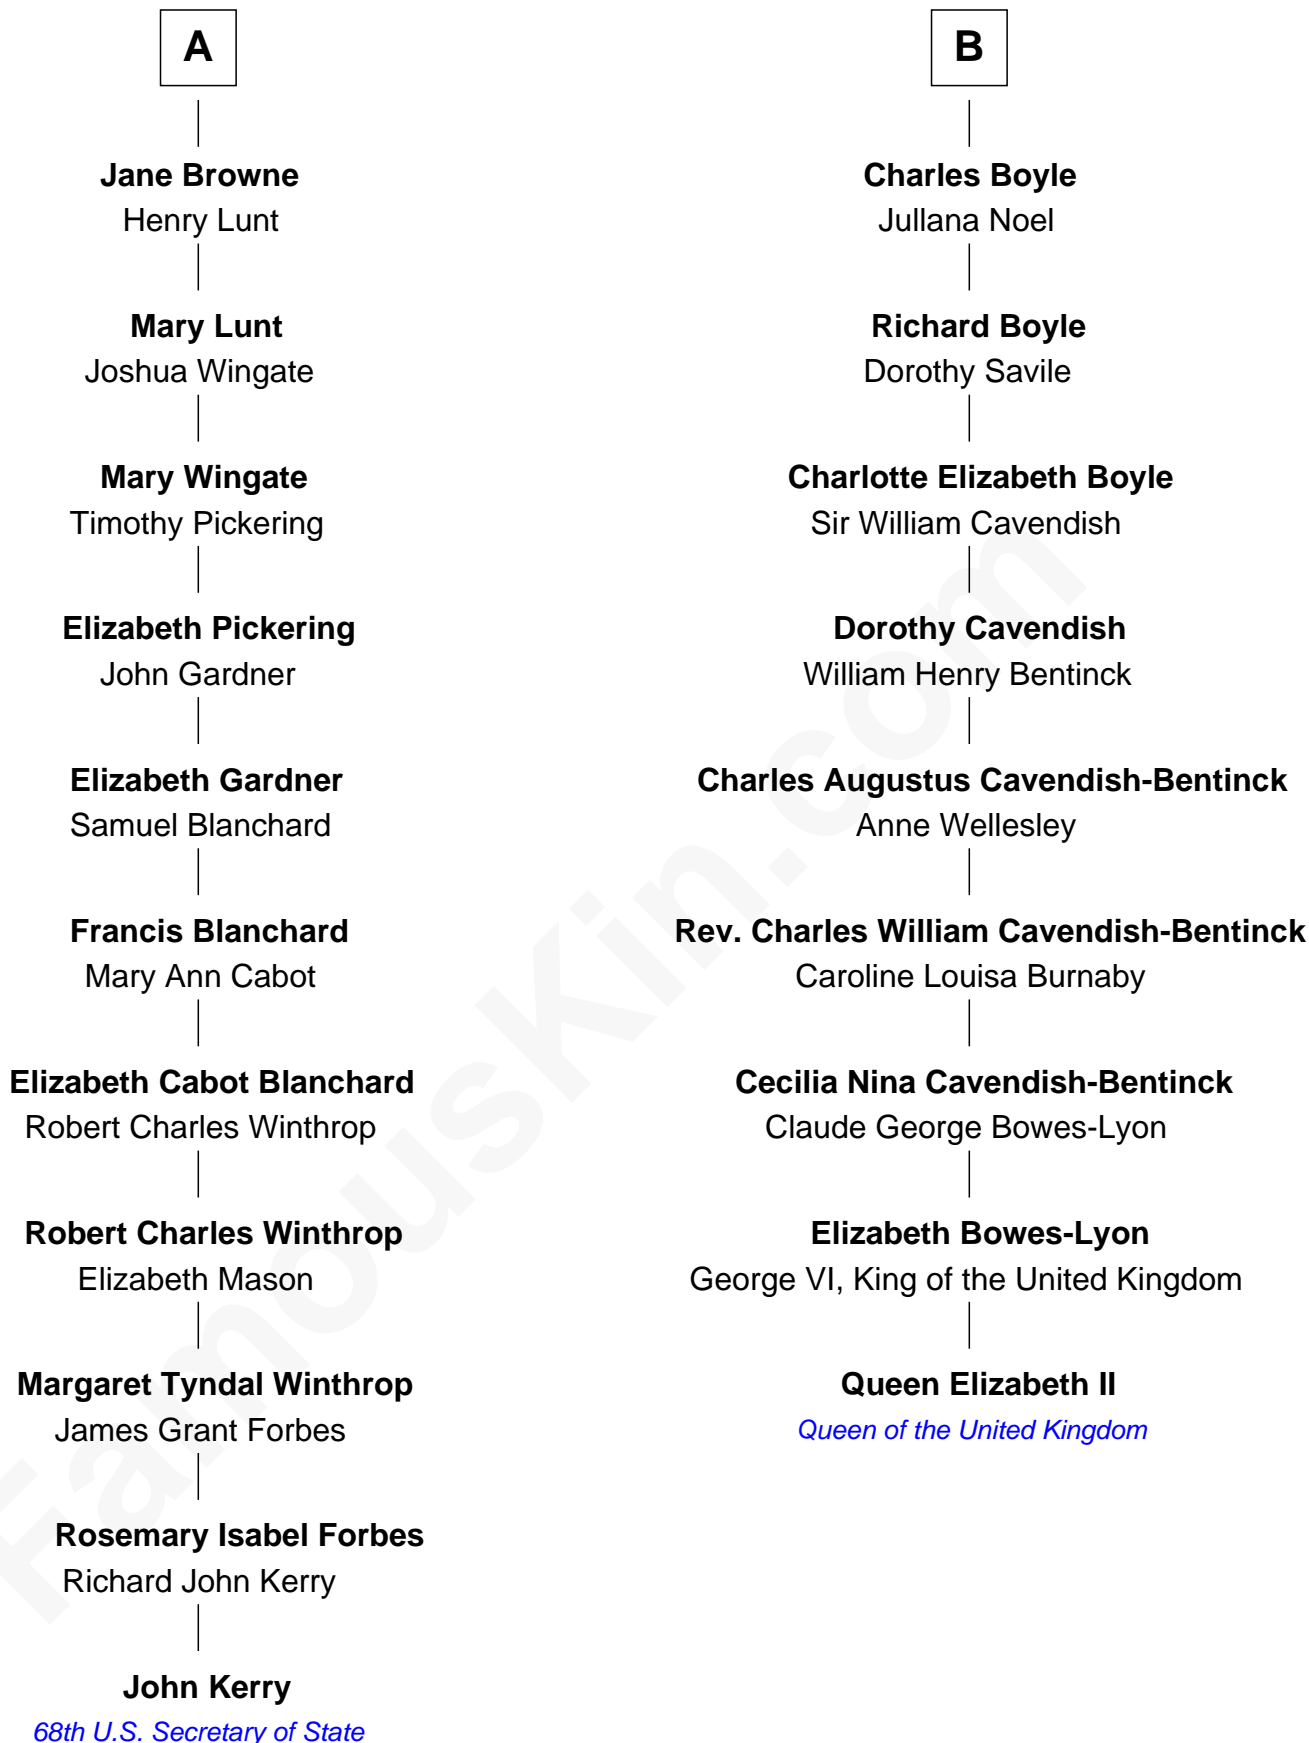 A
Jane Browne
Henry Lunt
Mary Lunt
Joshua Wingate
Mary Wingate
Timothy Pickering
Elizabeth Pickering
John Gardner
Elizabeth Gardner
Samuel Blanchard
Francis Blanchard
Mary Ann Cabot
Elizabeth Cabot Blanchard
Robert Charles Winthrop
Robert Charles Winthrop
Elizabeth Mason
Margaret Tyndal Winthrop
James Grant Forbes
Rosemary Isabel Forbes
Richard John Kerry
John Kerry
68th U.S. Secretary of State
B
Charles Boyle
Jullana Noel
Richard Boyle
Dorothy Savile
Charlotte Elizabeth Boyle
Sir William Cavendish
Dorothy Cavendish
William Henry Bentinck
Charles Augustus Cavendish-Bentinck
Anne Wellesley
Rev. Charles William Cavendish-Bentinck
Caroline Louisa Burnaby
Cecilia Nina Cavendish-Bentinck
Claude George Bowes-Lyon
Elizabeth Bowes-Lyon
George VI, King of the United Kingdom
Queen Elizabeth II
Queen of the United Kingdom
FamousKin.com